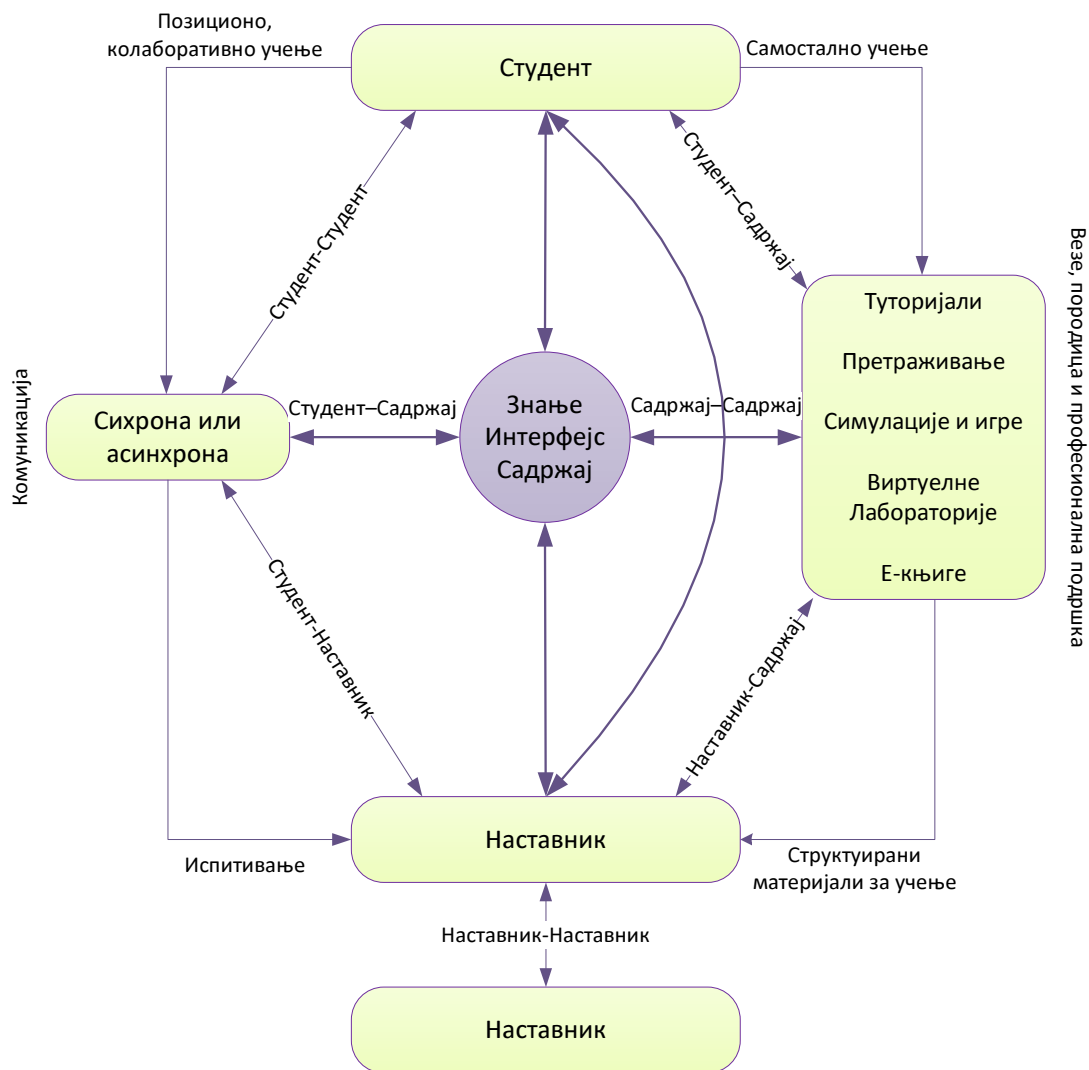 Позиционо,
колаборативно учење
Студент
Самостално учење
Студент-Студент
Студент–Садржај
Комуникација
Сихрона или
асинхрона
Студент–Садржај
Знање
Интерфејс
Садржај
Садржај–Садржај
Туторијали
Претраживање
Симулације и игре
Виртуелне
Лабораторије
Е-књиге
Везе, породица и професионална подршка
Студент-Наставник
Наставник-Садржај
Испитивање
Наставник
Структуирани
материјали за учење
Наставник-Наставник
Наставник